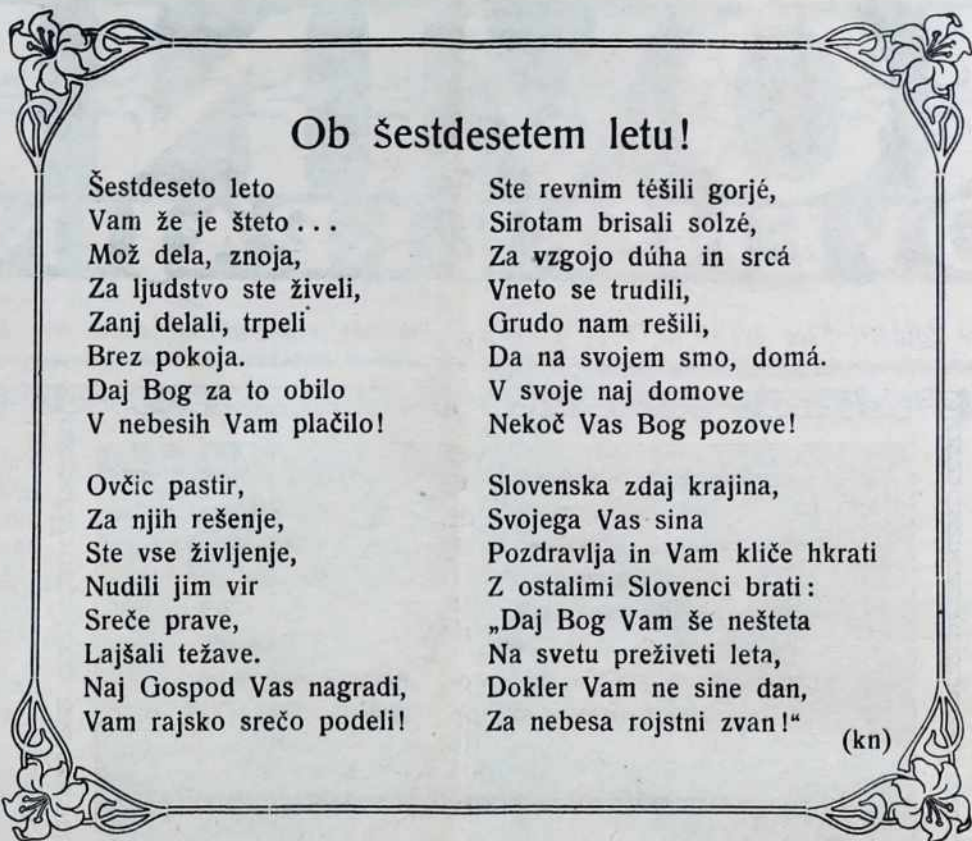 Ob šestdesetem letu!
Šestdeseto leto
Vam že je šteto...
Mož dela, znoja,
Za ljudstvo ste živeli,
Zanj delali, trpeli
Brez pokoja.
Daj Bog za to obilo
V nebesih Vam plačilo!
Ovčic pastir,
Za njih rešenje,
Ste vse življenje,
Nudili jim vir
Sreče prave,
Lajšali težave.
Naj Gospod Vas nagradi,
Vam rajsko srečo podeli!
Ste revnim téšili gorjé,
Sirotam brisali solzé,
Za vzgojo dúha in srcá
Vneto se trudili,
Grudo nam rešili,
Da na svojem smo, domá.
V svoje naj domove
Nekoč Vas Bog pozove!
Slovenska zdaj krajina,
Svojega Vas sina
Pozdravlja in Vam kliče hkrati
Z ostalimi Slovenci brati:
„Daj Bog Vam še nešteta
Na svetu preživeti leta,
Dokler Vam ne sine dan,
Za nebesa rojstni zvan!“
(kn)